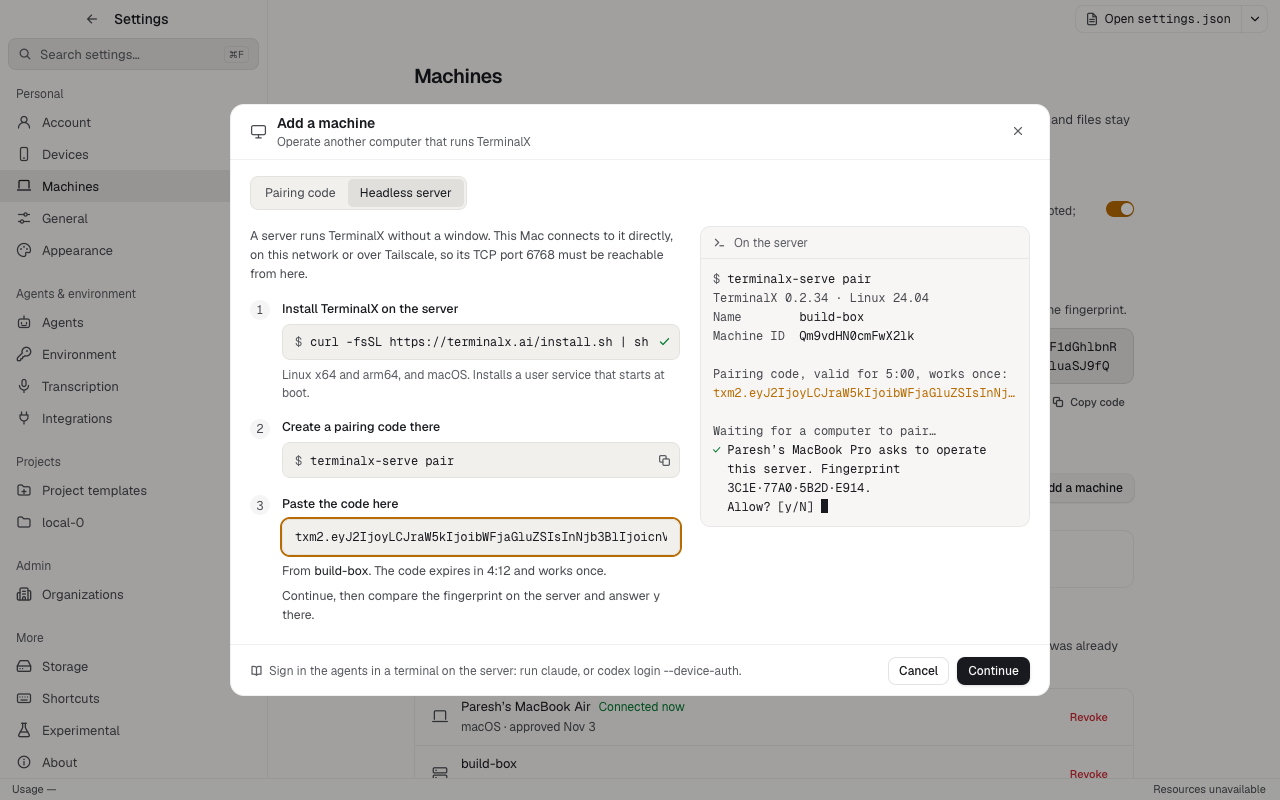 Settings
Open settings.json
Search settings…
⌘F
Personal
Account
Devices
Machines
General
Appearance
Agents & environment
Agents
Environment
Transcription
Integrations
Projects
Project templates
local-0
Admin
Organizations
More
Storage
Shortcuts
Experimental
About
Machines
and files stay
oted;
he fingerprint.
F1dGhlbnR
luaSJ9fQ
Copy code
dd a machine
was already
Add a machine
Operate another computer that runs TerminalX
Pairing code
Headless server
A server runs TerminalX without a window. This Mac connects to it directly,
on this network or over Tailscale, so its TCP port 6768 must be reachable
from here.
1
Install TerminalX on the server
$ curl -fsSL https://terminalx.ai/install.sh | sh
Linux x64 and arm64, and macOS. Installs a user service that starts at
boot.
2
Create a pairing code there
$ terminalx-serve pair
3
Paste the code here
txm2.eyJ2IjoyLCJraW5kIjoibWFjaGluZSIsInNjb3BlIjoicnV
From build-box. The code expires in 4:12 and works once.
Continue, then compare the fingerprint on the server and answer y
there.
On the server
$ terminalx-serve pair
TerminalX 0.2.34 · Linux 24.04
Name build-box
Machine ID Qm9vdHN0cmFwX2lk
Pairing code, valid for 5:00, works once:
txm2.eyJ2IjoyLCJraW5kIjoibWFjaGluZSIsInNj…
Waiting for a computer to pair…
✓ Paresh's MacBook Pro asks to operate
this server. Fingerprint
3C1E·77A0·5B2D·E914.
Allow? [y/N]
Sign in the agents in a terminal on the server: run claude, or codex login --device-auth.
Cancel
Continue
Paresh's MacBook Air Connected now
macOS · approved Nov 3
Revoke
build-box
Revoke
Usage —
Resources unavailable